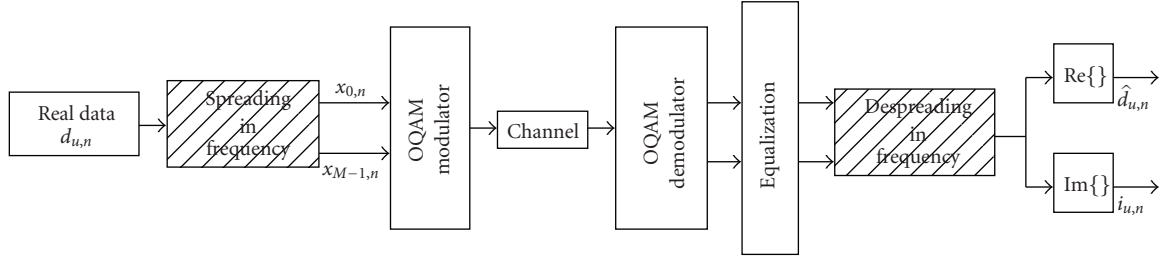 Real data
d_{u,n}
Spreading
in
frequency
x_{0,n}
x_{M−1,n}
OQAM
modulator
Channel
OQAM
demodulator
Equalization
Despreading
in
frequency
Re{}
\hat{d}_{u,n}
Im{}
i_{u,n}